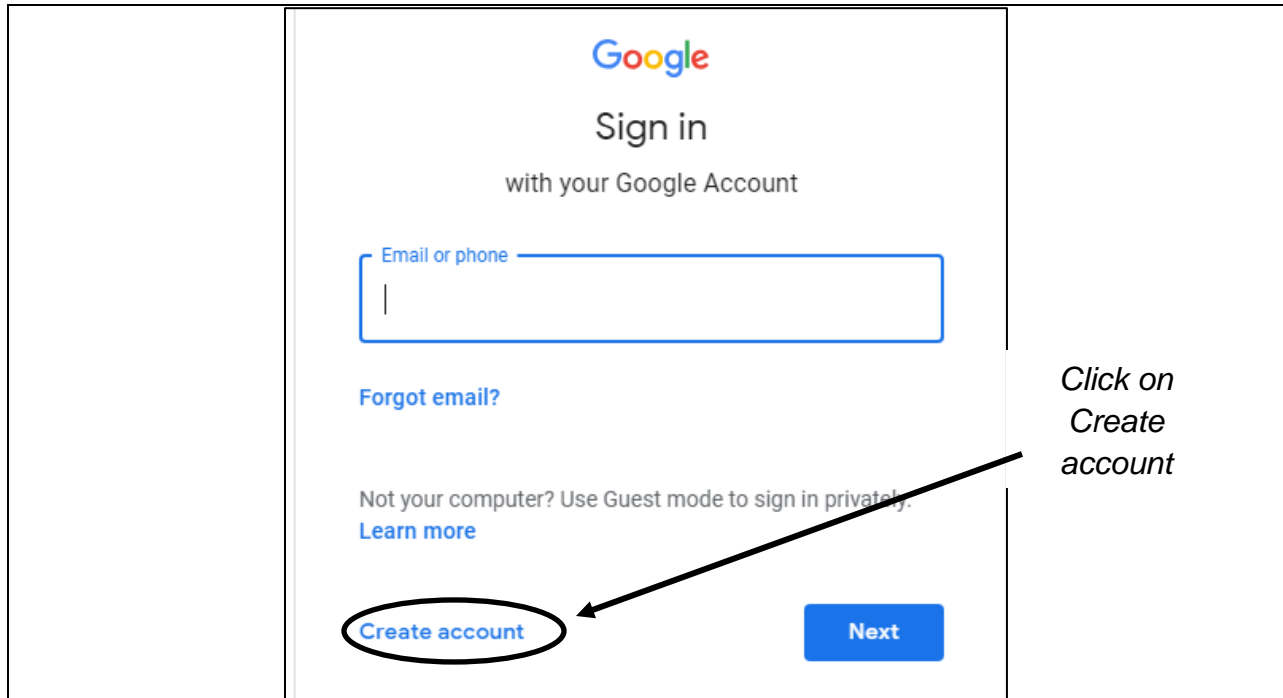 Google
Sign in
with your Google Account
Email or phone
Forgot email?
Click on
Create
account
Not your computer? Use Guest mode to sign in privately.
Learn more
Create account
Next